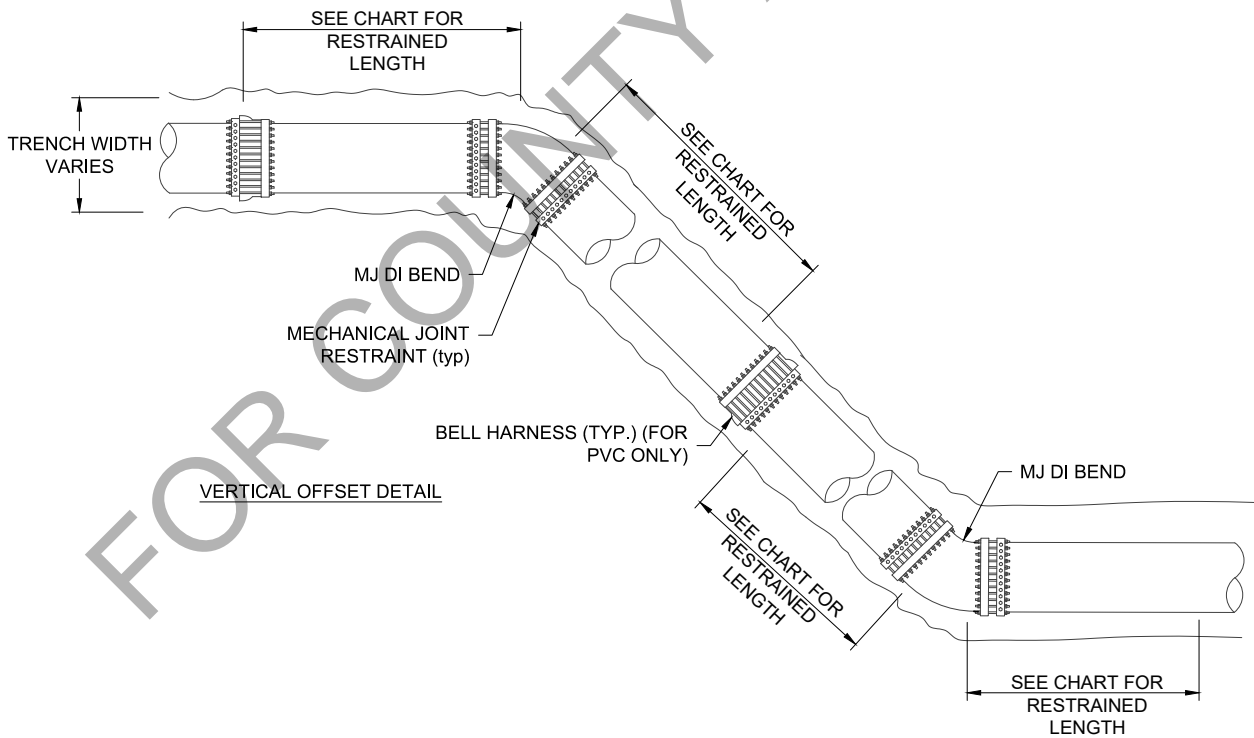 SEE CHART FOR
RESTRAINED
LENGTH
TRENCH WIDTH
VARIES
SEE CHART FOR
RESTRAINED
LENGTH
MJ DI BEND
MECHANICAL JOINT
RESTRAINT (typ)
BELL HARNESS (TYP.) (FOR
PVC ONLY)
MJ DI BEND
VERTICAL OFFSET DETAIL
SEE CHART FOR
RESTRAINED
LENGTH
SEE CHART FOR
RESTRAINED
LENGTH
FOR COUNTY